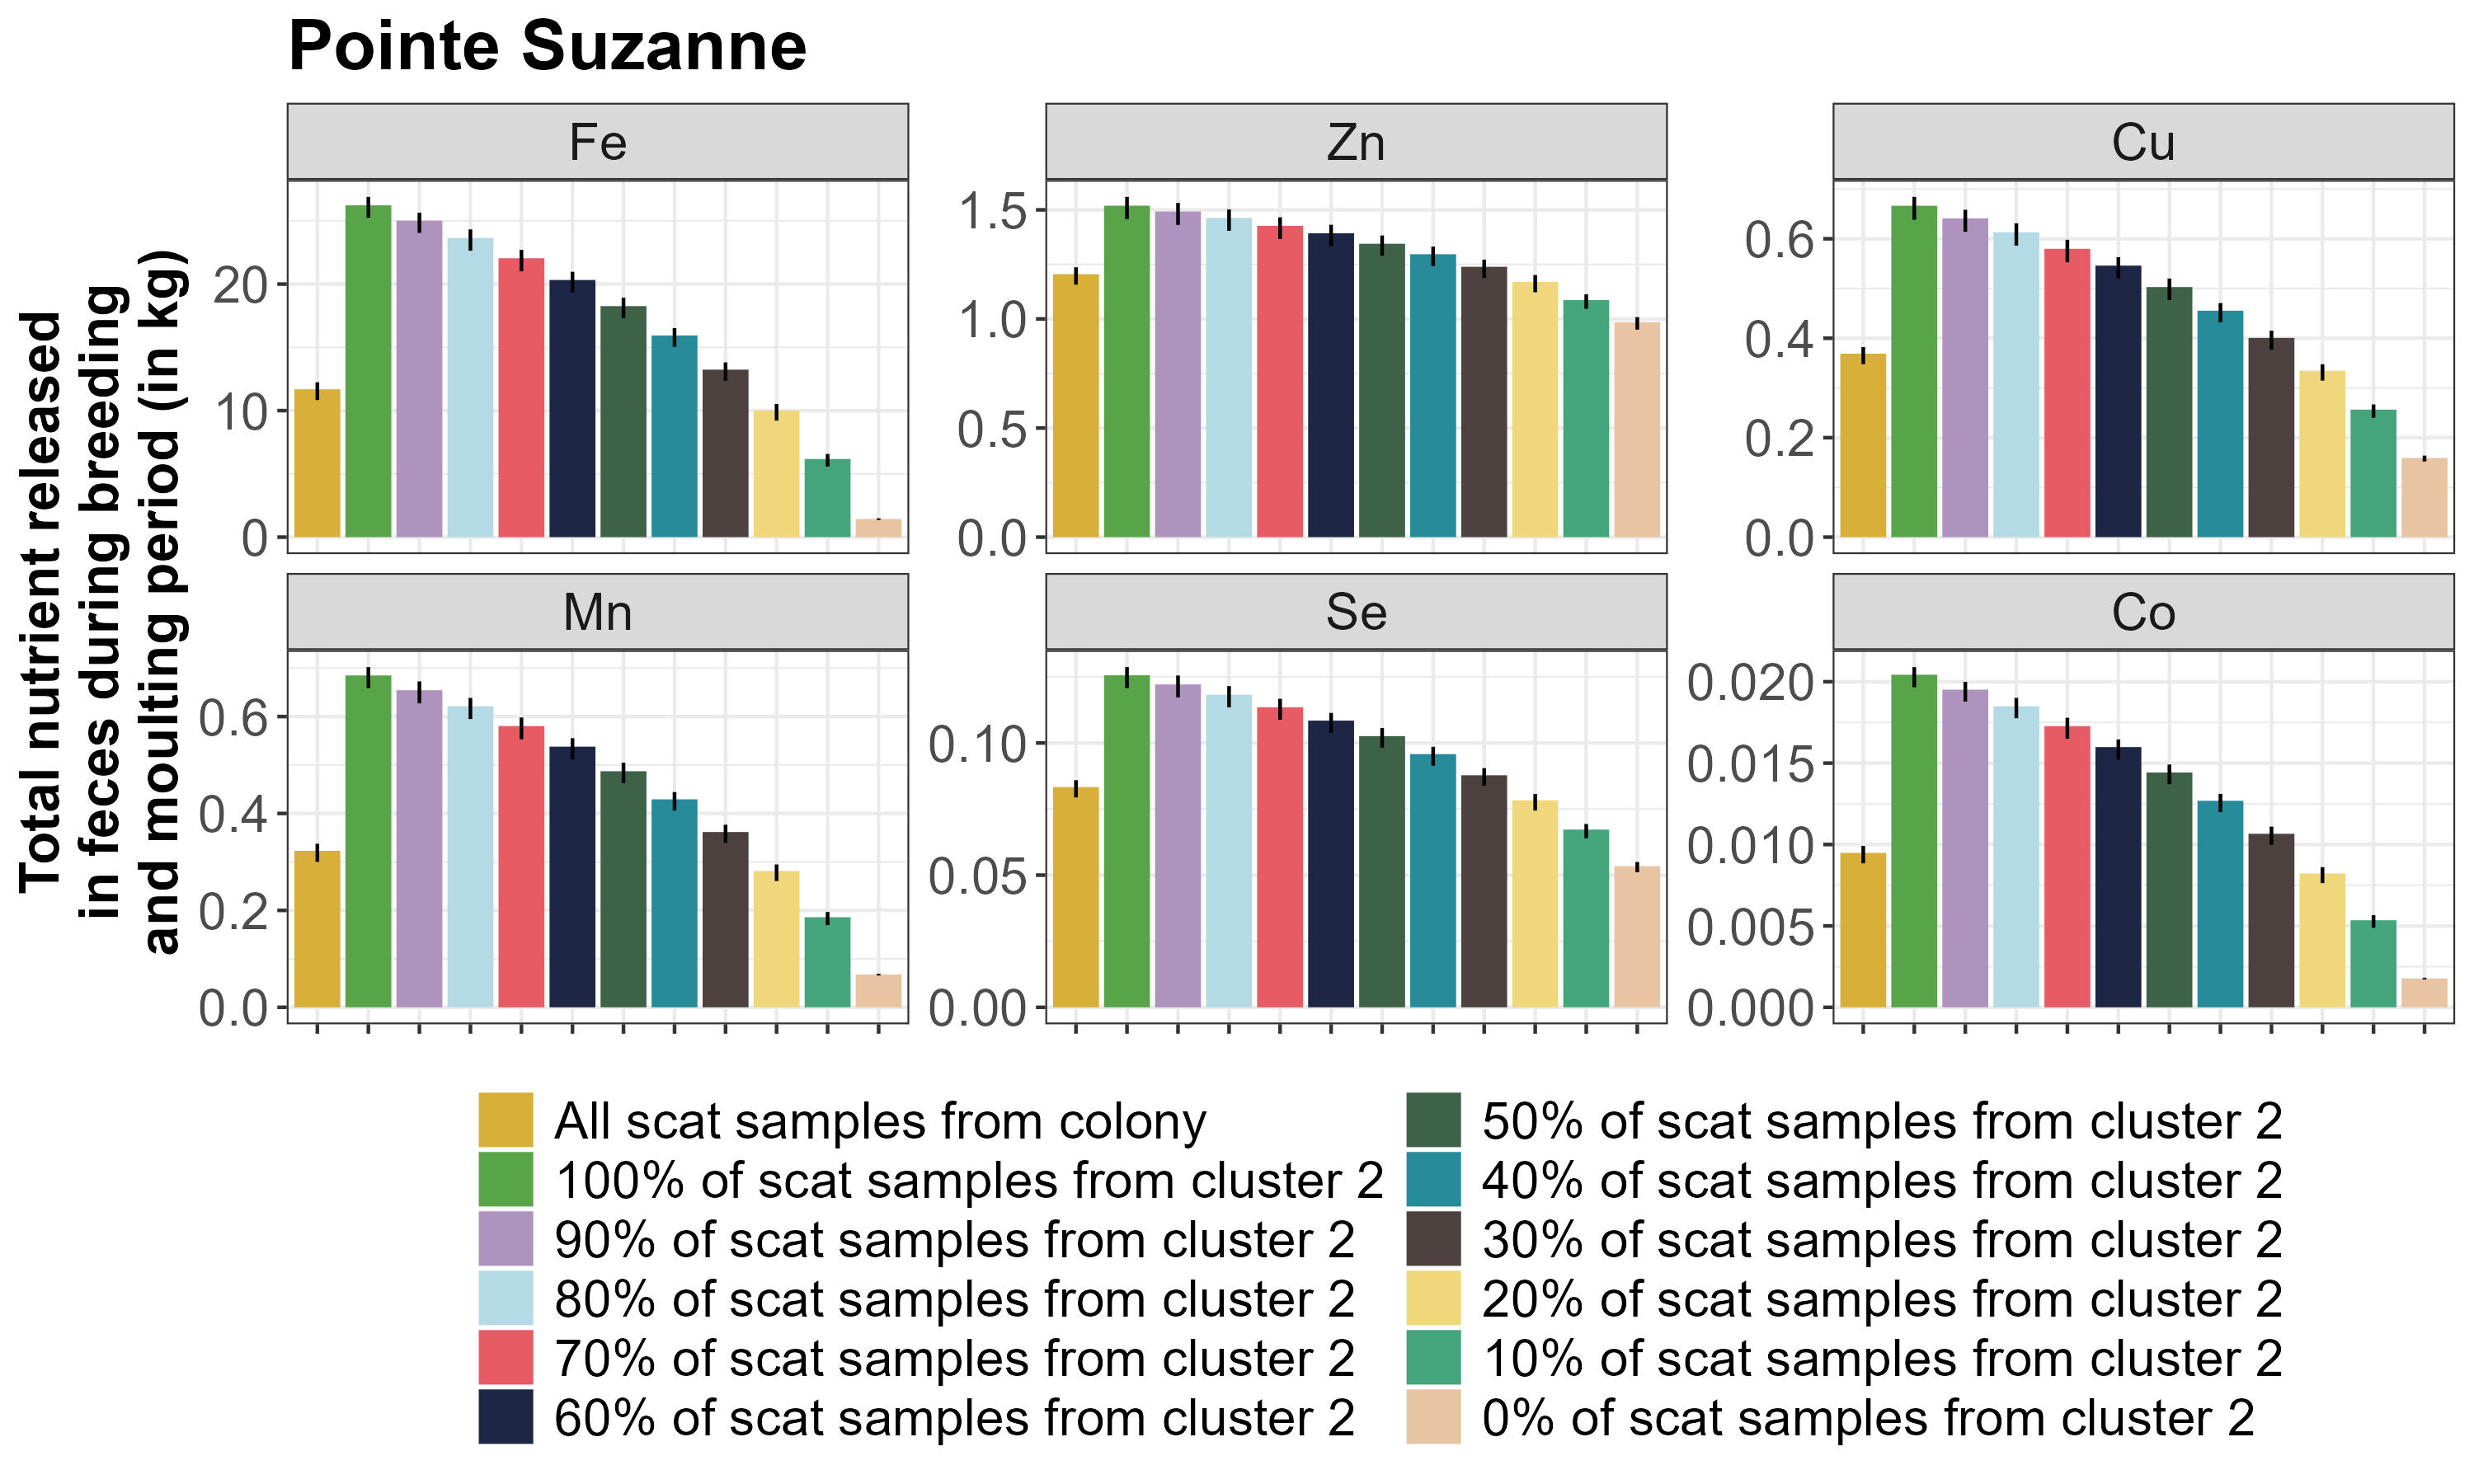 Pointe Suzanne
Total nutrient released
in feces during breeding
and moulting period (in kg)
Fe
20
10
0
Zn
1.5
1.0
0.5
0.0
Cu
0.6
0.4
0.2
0.0
Mn
0.6
0.4
0.2
0.0
Se
0.10
0.05
0.00
Co
0.020
0.015
0.010
0.005
0.000
All scat samples from colony
100% of scat samples from cluster 2
90% of scat samples from cluster 2
80% of scat samples from cluster 2
70% of scat samples from cluster 2
60% of scat samples from cluster 2
50% of scat samples from cluster 2
40% of scat samples from cluster 2
30% of scat samples from cluster 2
20% of scat samples from cluster 2
10% of scat samples from cluster 2
0% of scat samples from cluster 2